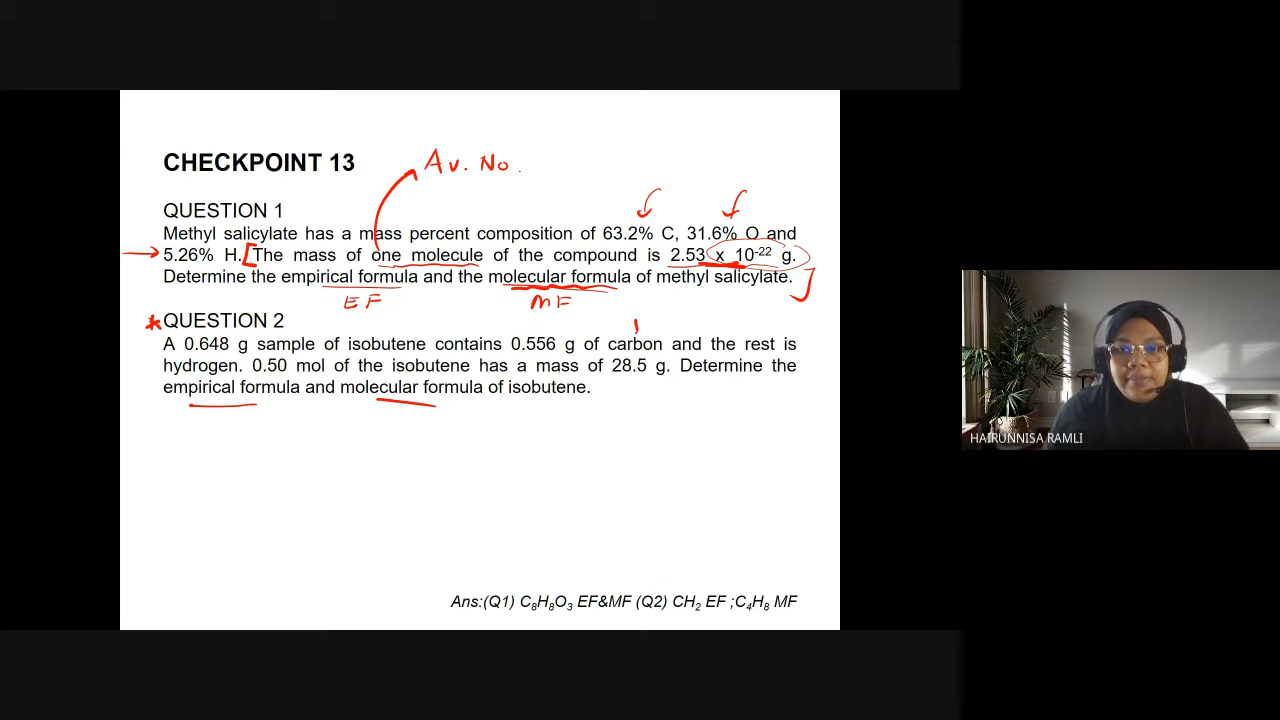 CHECKPOINT 13
Av. No.
QUESTION 1
Methyl salicylate has a mass percent composition of 63.2% C, 31.6% O and
5.26% H. [The mass of one molecule of the compound is 2.53 x 10⁻²² g.
Determine the empirical formula and the molecular formula of methyl salicylate.]
EF MF
*QUESTION 2
A 0.648 g sample of isobutene contains 0.556 g of carbon and the rest is
hydrogen. 0.50 mol of the isobutene has a mass of 28.5 g. Determine the
empirical formula and molecular formula of isobutene.
HAIRUNNISA RAMLI
Ans:(Q1) C₈H₈O₃ EF&MF (Q2) CH₂ EF ;C₄H₈ MF